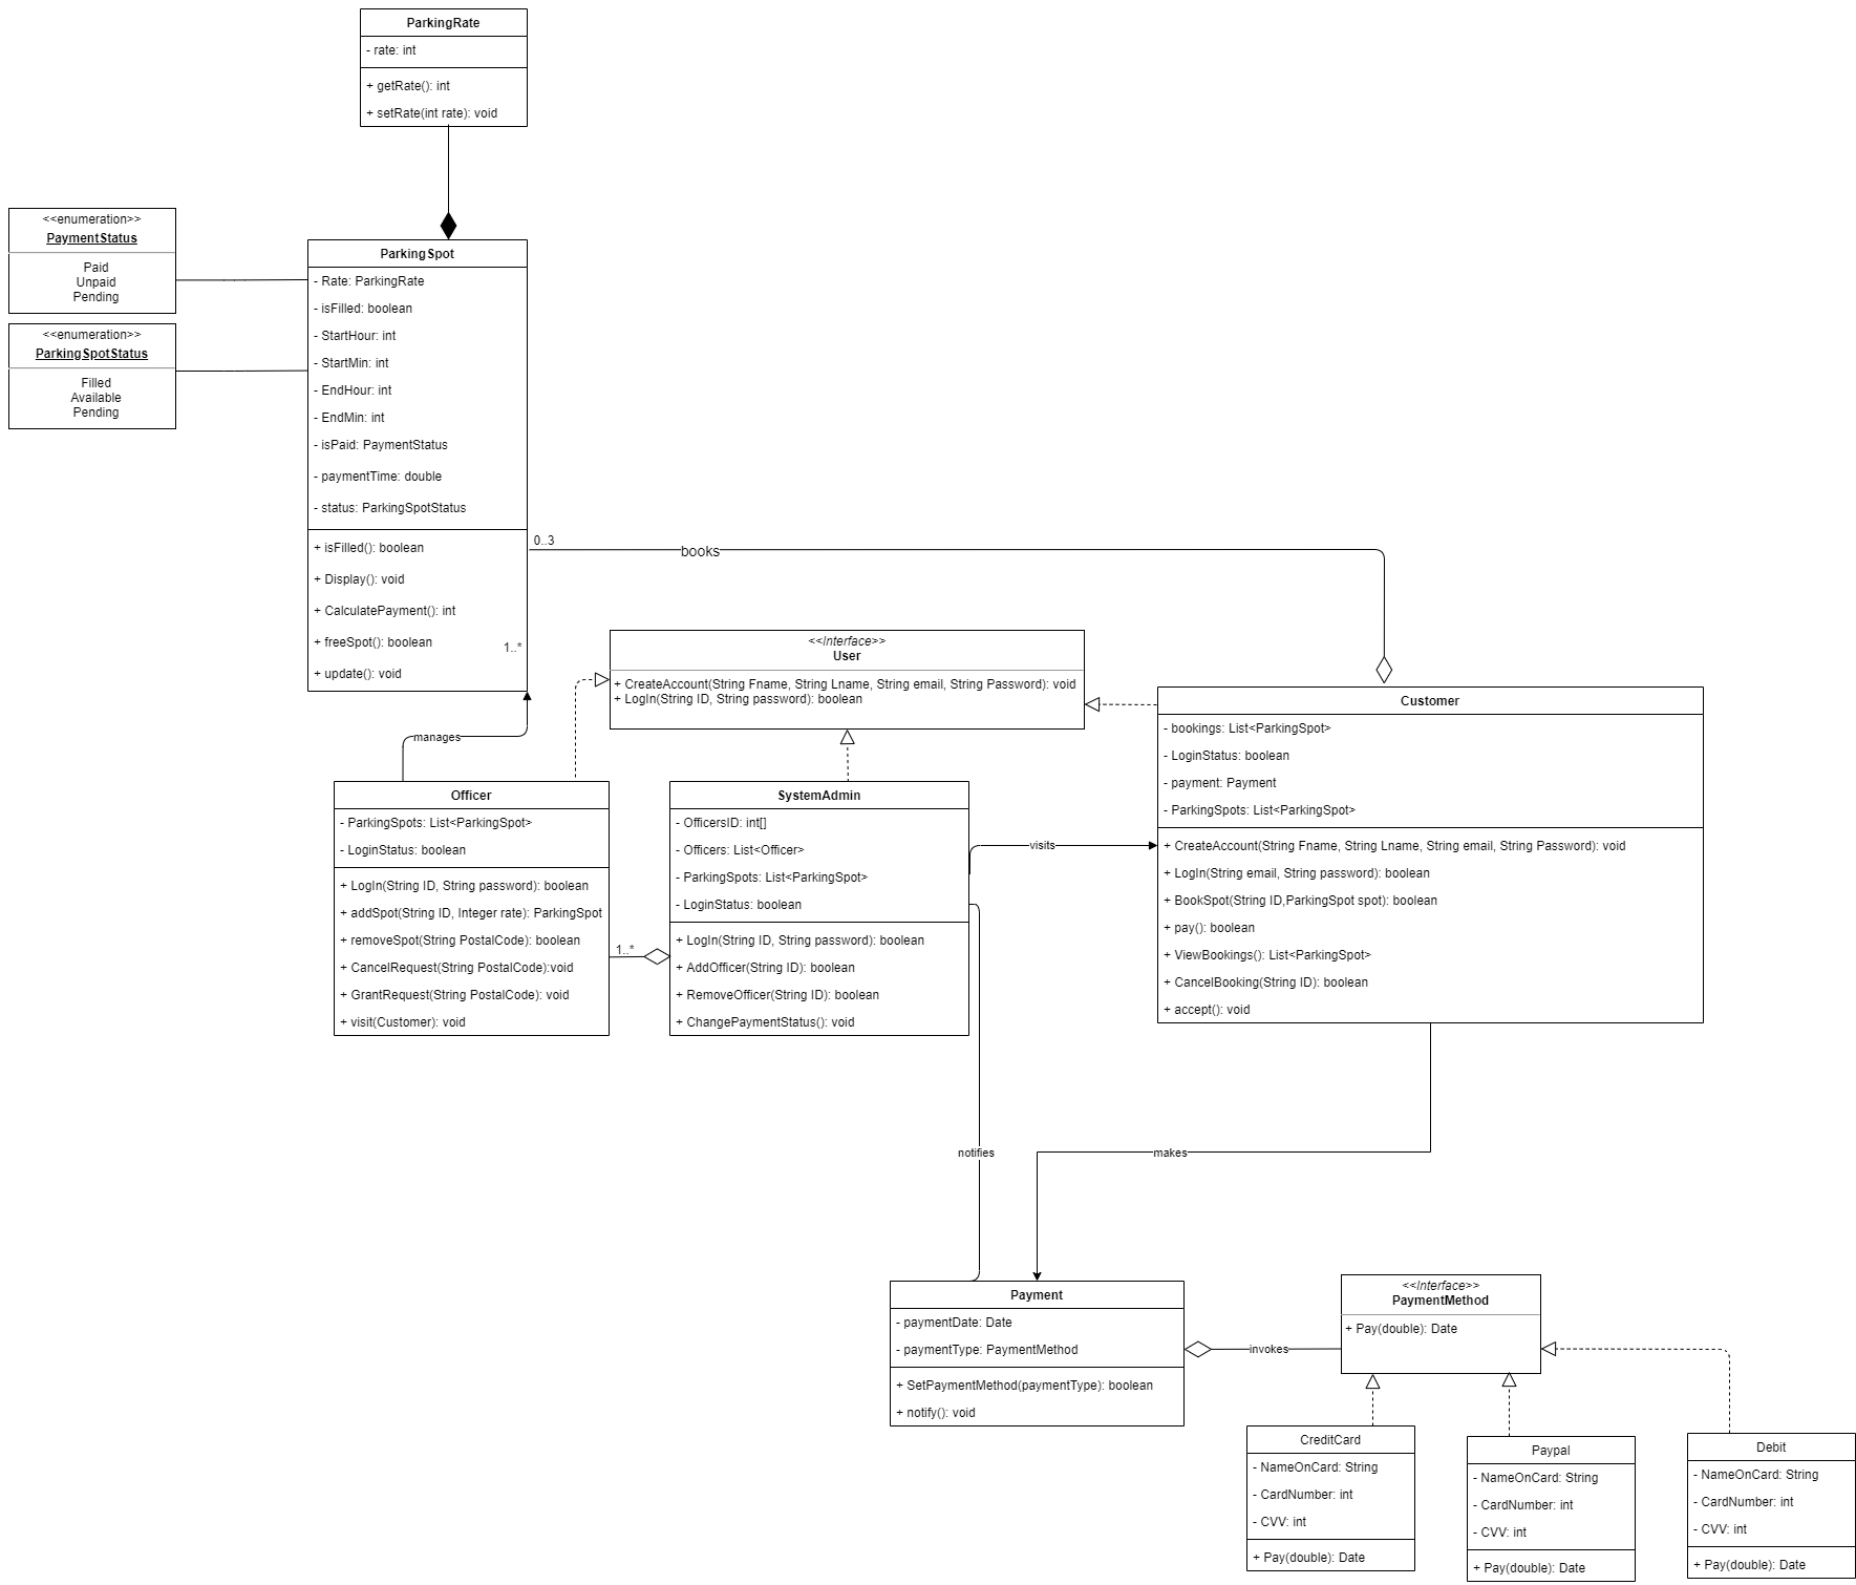 ParkingRate
- rate: int
+ getRate(): int
+ setRate(int rate): void
<<enumeration>>
PaymentStatus
Paid
Unpaid
Pending
<<enumeration>>
ParkingSpotStatus
Filled
Available
Pending
ParkingSpot
- Rate: ParkingRate
- isFilled: boolean
- StartHour: int
- StartMin: int
- EndHour: int
- EndMin: int
- isPaid: PaymentStatus
- paymentTime: double
- status: ParkingSpotStatus
+ isFilled(): boolean
+ Display(): void
+ CalculatePayment(): int
+ freeSpot(): boolean
+ update(): void
1..*
0..3
books
manages
<<Interface>>
User
+ CreateAccount(String Fname, String Lname, String email, String Password): void
+ LogIn(String ID, String password): boolean
Officer
- ParkingSpots: List<ParkingSpot>
- LoginStatus: boolean
+ LogIn(String ID, String password): boolean
+ addSpot(String ID, Integer rate): ParkingSpot
+ removeSpot(String PostalCode): boolean
+ CancelRequest(String PostalCode):void
+ GrantRequest(String PostalCode): void
+ visit(Customer): void
1..*
SystemAdmin
- OfficersID: int[]
- Officers: List<Officer>
- ParkingSpots: List<ParkingSpot>
- LoginStatus: boolean
+ LogIn(String ID, String password): boolean
+ AddOfficer(String ID): boolean
+ RemoveOfficer(String ID): boolean
+ ChangePaymentStatus(): void
visits
Customer
- bookings: List<ParkingSpot>
- LoginStatus: boolean
- payment: Payment
- ParkingSpots: List<ParkingSpot>
+ CreateAccount(String Fname, String Lname, String email, String Password): void
+ LogIn(String email, String password): boolean
+ BookSpot(String ID,ParkingSpot spot): boolean
+ pay(): boolean
+ ViewBookings(): List<ParkingSpot>
+ CancelBooking(String ID): boolean
+ accept(): void
notifies
makes
Payment
- paymentDate: Date
- paymentType: PaymentMethod
+ SetPaymentMethod(paymentType): boolean
+ notify(): void
invokes
<<Interface>>
PaymentMethod
+ Pay(double): Date
CreditCard
- NameOnCard: String
- CardNumber: int
- CVV: int
+ Pay(double): Date
Paypal
- NameOnCard: String
- CardNumber: int
- CVV: int
+ Pay(double): Date
Debit
- NameOnCard: String
- CardNumber: int
- CVV: int
+ Pay(double): Date